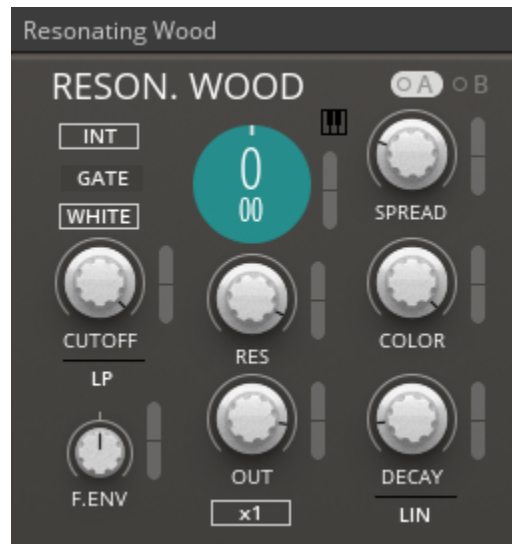 Resonating Wood
RESON. WOOD
A
B
INT
GATE
WHITE
0
00
SPREAD
CUTOFF
LP
RES
COLOR
F.ENV
OUT
x1
DECAY
LIN